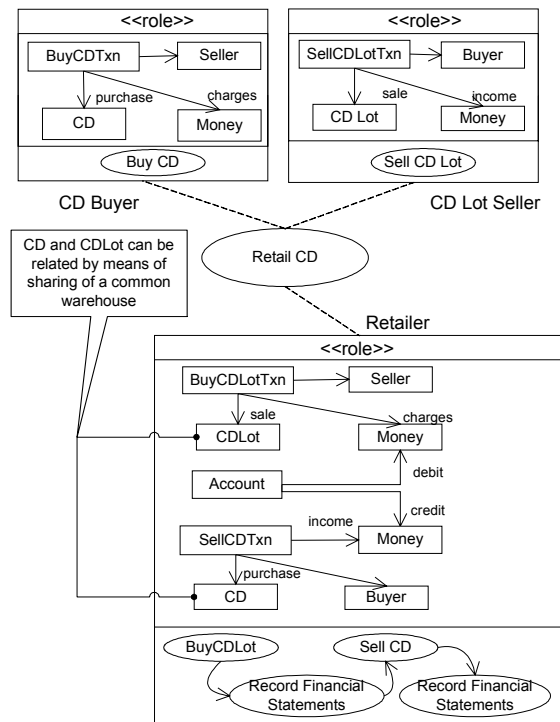 <<role>>
BuyCDTxn
Seller
purchase
charges
CD
Money
Buy CD
CD Buyer
<<role>>
SellCDLotTxn
Buyer
sale
income
CD Lot
Money
Sell CD Lot
CD Lot Seller
Retail CD
CD and CDLot can be
related by means of
sharing of a common
warehouse
Retailer
<<role>>
BuyCDLotTxn
Seller
sale
charges
CDLot
Money
debit
Account
credit
income
SellCDTxn
Money
purchase
CD
Buyer
BuyCDLot
Sell CD
Record Financial
Statements
Record Financial
Statements